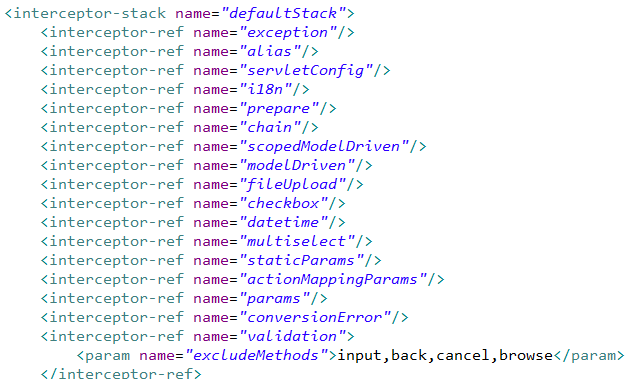 <interceptor-stack name="defaultStack">
<interceptor-ref name="exception"/>
<interceptor-ref name="alias"/>
<interceptor-ref name="servletConfig"/>
<interceptor-ref name="i18n"/>
<interceptor-ref name="prepare"/>
<interceptor-ref name="chain"/>
<interceptor-ref name="scopedModelDriven"/>
<interceptor-ref name="modelDriven"/>
<interceptor-ref name="fileUpload"/>
<interceptor-ref name="checkbox"/>
<interceptor-ref name="datetime"/>
<interceptor-ref name="multiselect"/>
<interceptor-ref name="staticParams"/>
<interceptor-ref name="actionMappingParams"/>
<interceptor-ref name="params"/>
<interceptor-ref name="conversionError"/>
<interceptor-ref name="validation">
<param name="excludeMethods">input,back,cancel,browse</param>
</interceptor-ref>